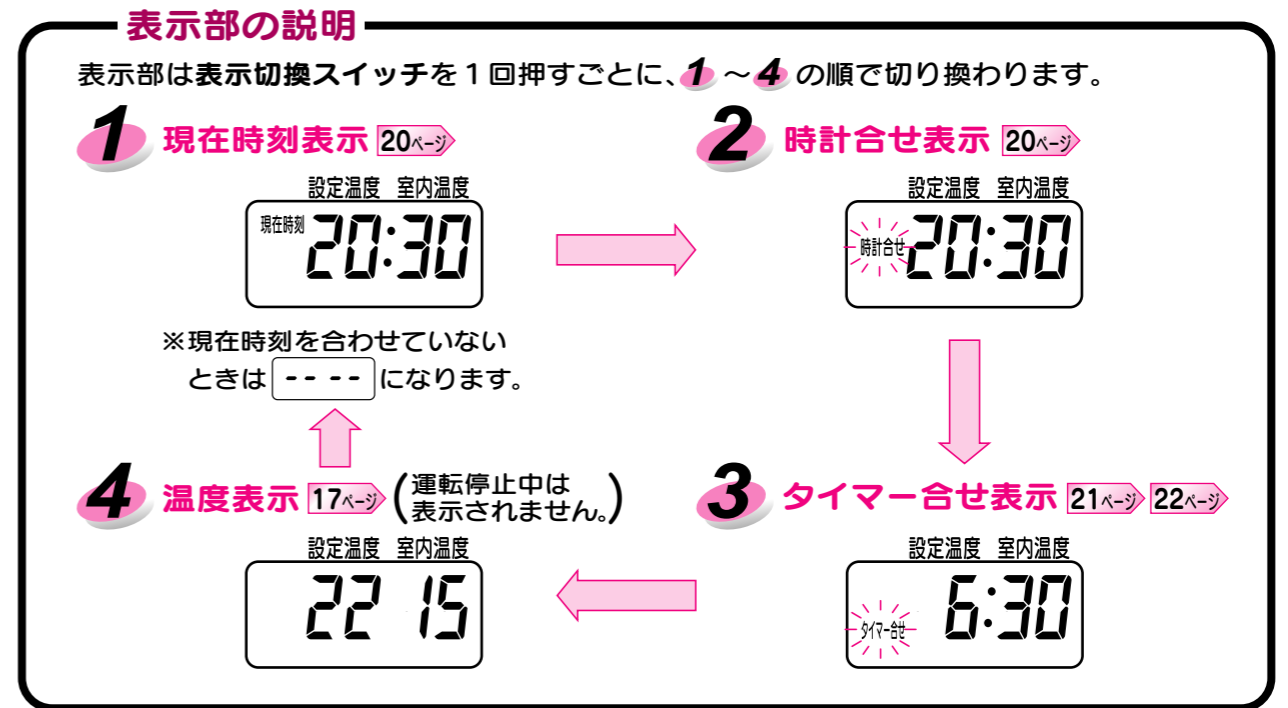 表示部の説明
表示部は表示切換スイッチを1回押すごとに、1～4の順で切り換わります。
1 現在時刻表示 20ページ
設定温度 室内温度
現在時刻 20:30
※現在時刻を合わせていない
ときは -- -- になります。
2 時計合せ表示 20ページ
設定温度 室内温度
時計合せ 20:30
3 タイマー合せ表示 21ページ 22ページ
設定温度 室内温度
6:30
タイマー合せ
4 温度表示 17ページ (運転停止中は
表示されません。)
設定温度 室内温度
22 15